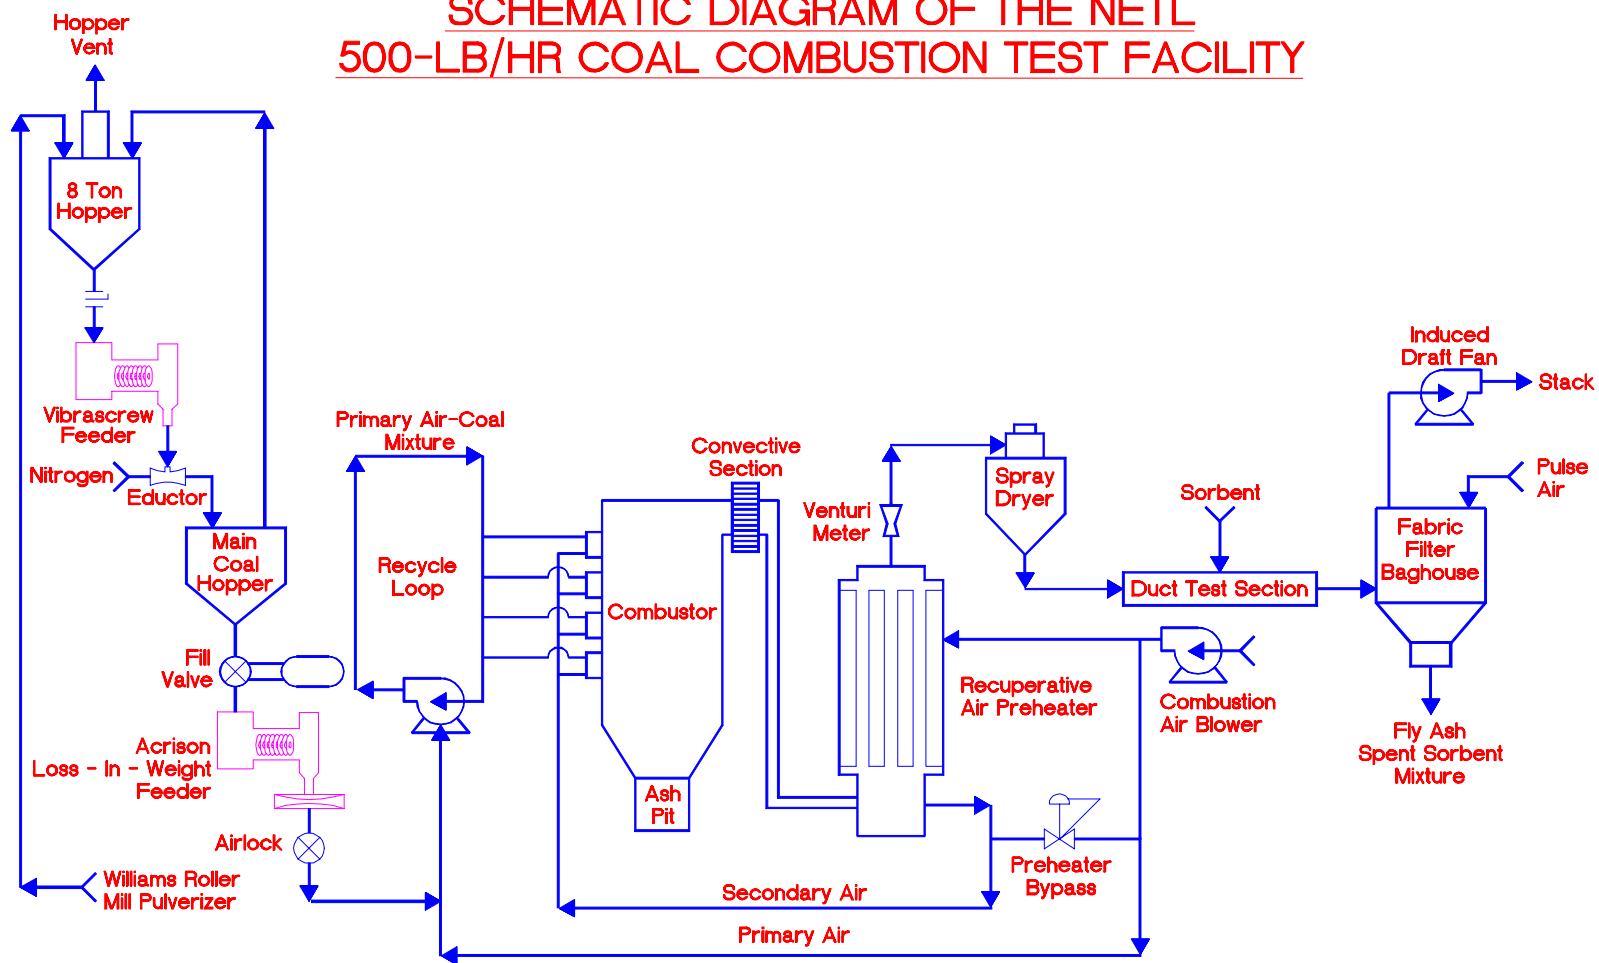 SCHEMATIC DIAGRAM OF THE NETL
500-LB/HR COAL COMBUSTION TEST FACILITY
Hopper
Vent
8 Ton
Hopper
Vibrascrew
Feeder
Nitrogen
Eductor
Main
Coal
Hopper
Fill
Valve
Acrison
Loss - In - Weight
Feeder
Airlock
Williams Roller
Mill Pulverizer
Primary Air-Coal
Mixture
Recycle
Loop
Combustor
Ash
Pit
Convective
Section
Venturi
Meter
Spray
Dryer
Sorbent
Duct Test Section
Recuperative
Air Preheater
Combustion
Air Blower
Preheater
Bypass
Secondary Air
Primary Air
Induced
Draft Fan
Stack
Pulse
Air
Fabric
Filter
Baghouse
Fly Ash
Spent Sorbent
Mixture